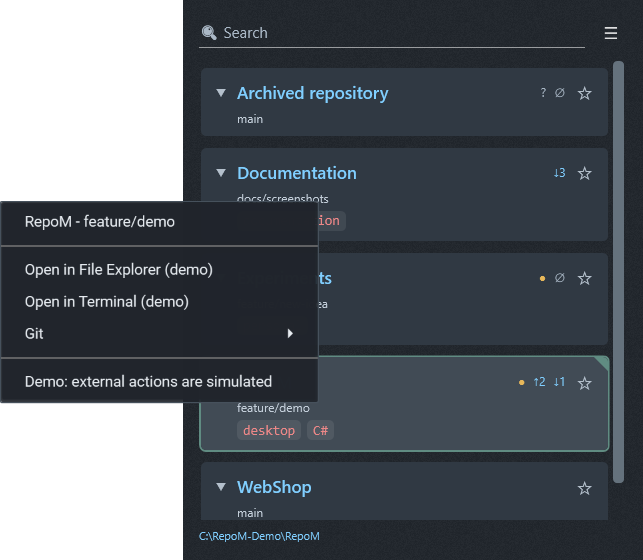 Search
Archived repository
?
main
Documentation
↓3
docs/screenshots
RepoM - feature/demo
Open in File Explorer (demo)
Open in Terminal (demo)
Git
Demo: external actions are simulated
↑2 ↓1
feature/demo
desktop C#
WebShop
main
C:\RepoM-Demo\RepoM